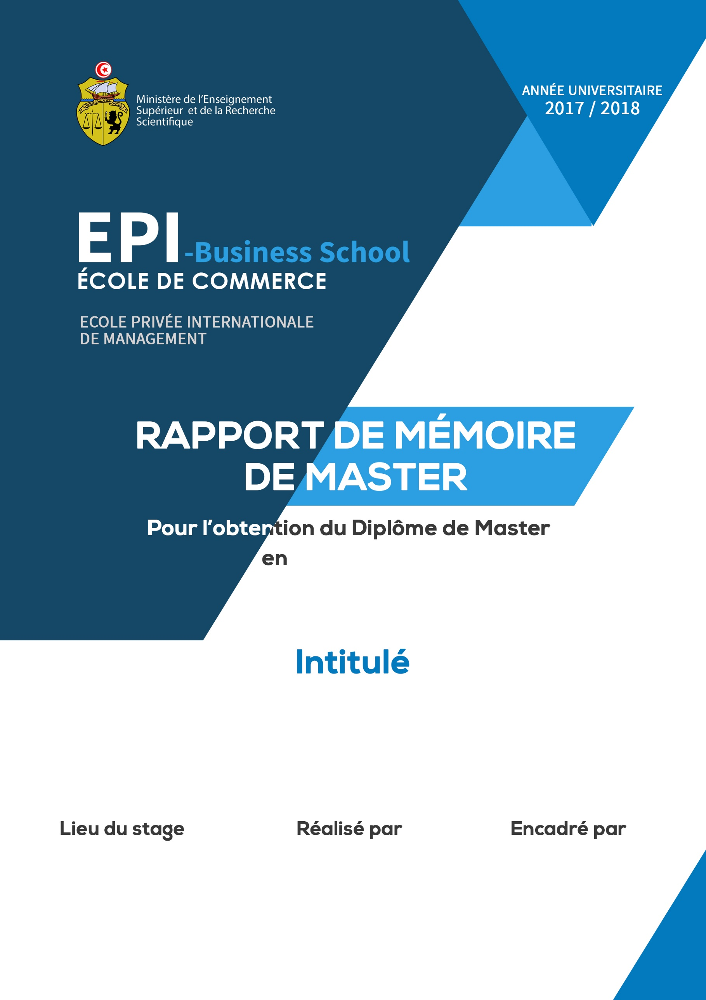 Ministère de l'Enseignement
Supérieur et de la Recherche
Scientifique
ANNÉE UNIVERSITAIRE
2017 / 2018
EPI-Business School
ÉCOLE DE COMMERCE
ECOLE PRIVÉE INTERNATIONALE
DE MANAGEMENT
RAPPORT DE MÉMOIRE
DE MASTER
Pour l'obtention du Diplôme de Master
en
Intitulé
Lieu du stage
Réalisé par
Encadré par